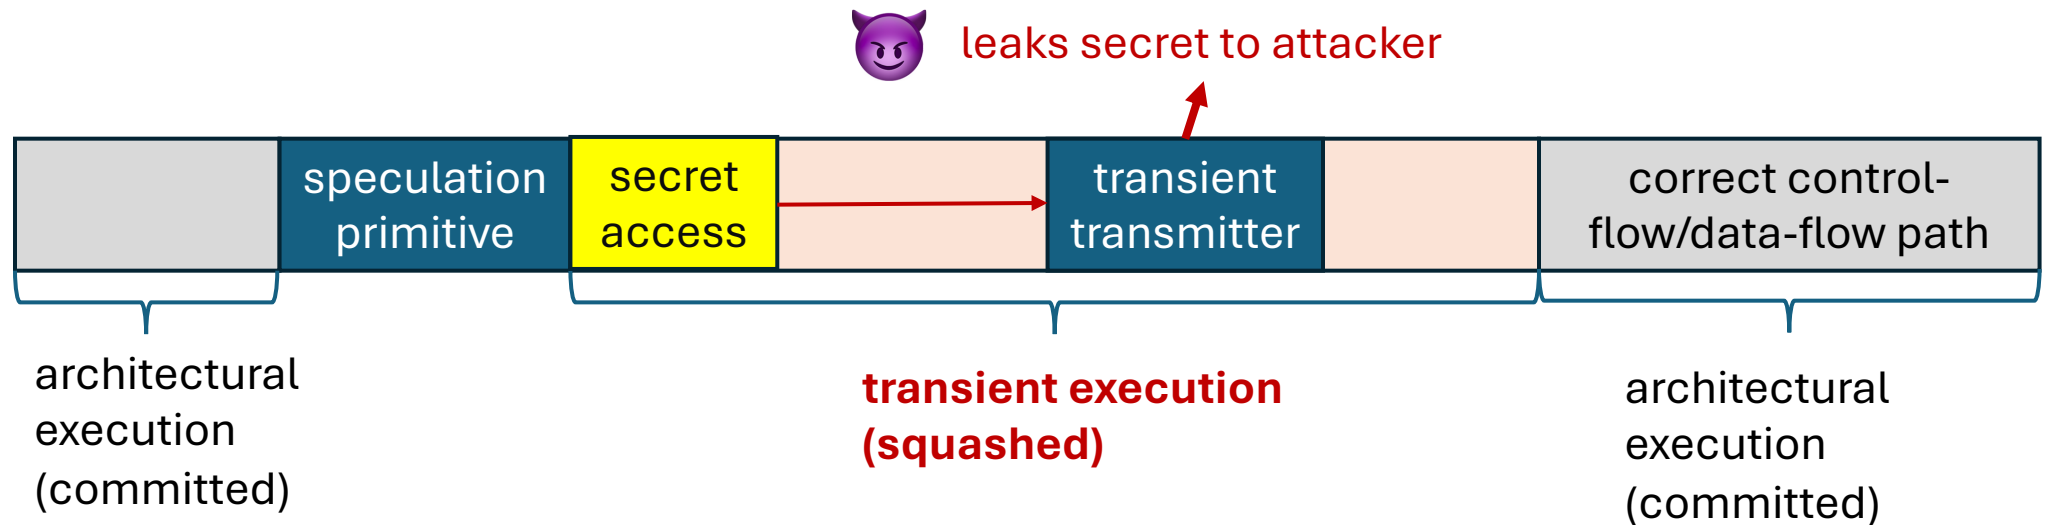 leaks secret to attacker
speculation
primitive
secret
access
transient
transmitter
correct control-
flow/data-flow path
architectural
execution
(committed)
transient execution
(squashed)
architectural
execution
(committed)